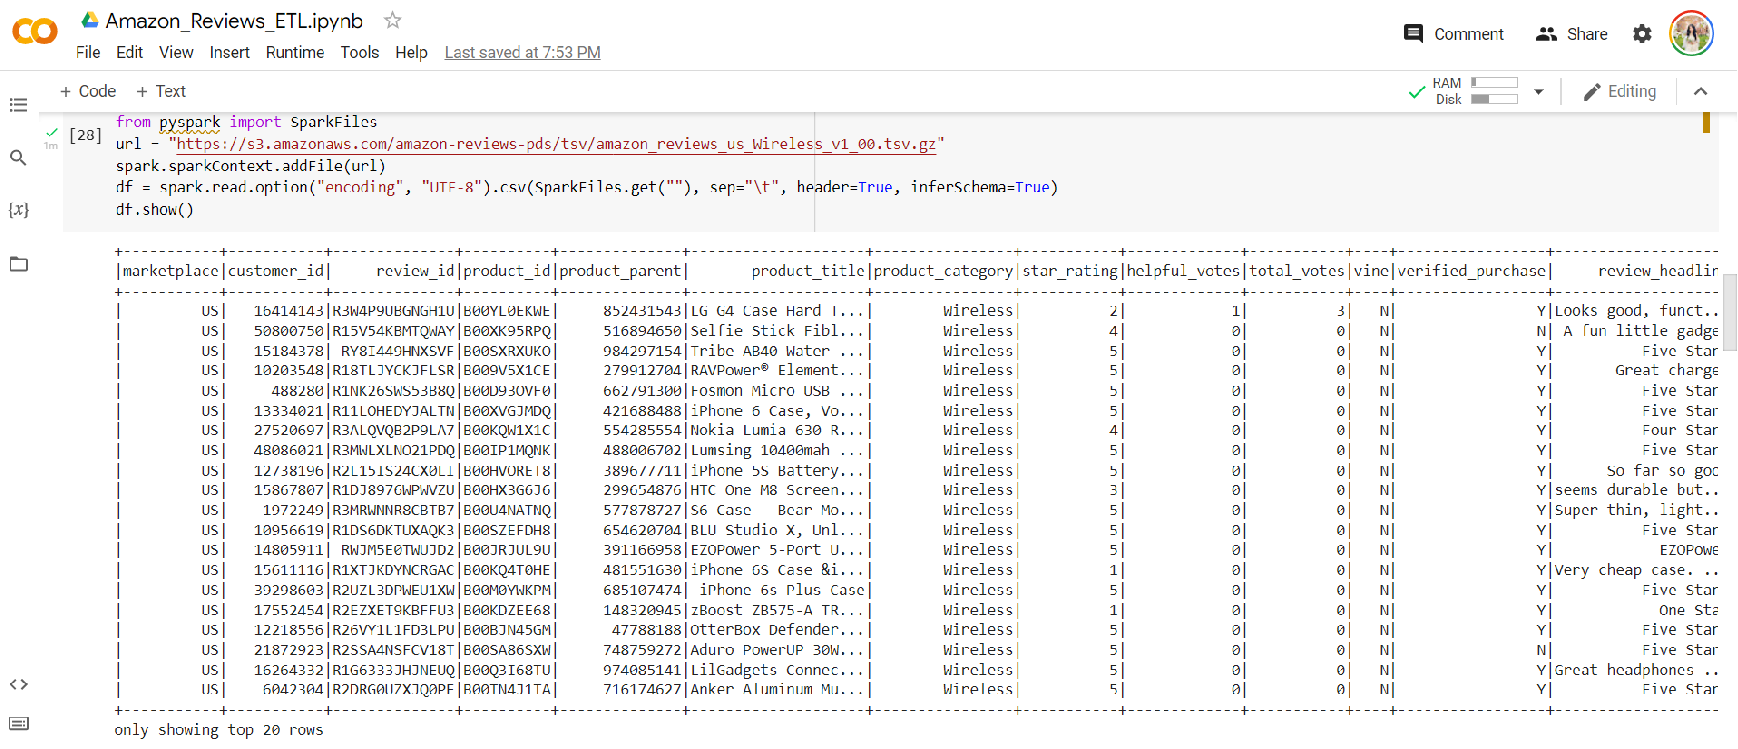 Amazon_Reviews_ETL.ipynb
File Edit View Insert Runtime Tools Help Last saved at 7:53 PM
Comment Share
+ Code + Text
RAM
Disk
Editing
[28]
1m
from pyspark import SparkFiles
url = "https://s3.amazonaws.com/amazon-reviews-pds/tsv/amazon_reviews_us_Wireless_v1_00.tsv.gz"
spark.sparkContext.addFile(url)
df = spark.read.option("encoding", "UTF-8").csv(SparkFiles.get(""), sep="\t", header=True, inferSchema=True)
df.show()
|marketplace|customer_id| review_id|product_id|product_parent| product_title|product_category|star_rating|helpful_votes|total_votes|vine|verified_purchase| review_headlin
| US| 16414143|R3W4P9UBGNGH1U|B00YL0EKWE| 852431543|LG G4 Case Hard T...| Wireless| 2| 1| 3| N| Y|Looks good, funct..
| US| 50800750|R15V54KBMTQWAY|B00XK95RPQ| 516894650|Selfie Stick Fibl...| Wireless| 4| 0| 0| N| N| A fun little gadge
| US| 15184378| RY8I449HNXSVF|B00SXRXUKO| 984297154|Tribe AB40 Water ...| Wireless| 5| 0| 0| N| Y| Five Star
| US| 10203548|R18TLJYCKJFLSR|B009V5X1CE| 279912704|RAVPower® Element...| Wireless| 5| 0| 0| N| Y| Great charge
| US| 488280|R1NK26SWS53B8Q|B00D93OVF0| 662791300|Fosmon Micro USB ...| Wireless| 5| 0| 0| N| Y| Five Star
| US| 13334021|R11LOHEDYJALTN|B00XVGJMDQ| 421688488|iPhone 6 Case, Vo...| Wireless| 5| 0| 0| N| Y| Five Star
| US| 27520697|R3ALQVQB2P9LA7|B00KQW1X1C| 554285554|Nokia Lumia 630 R...| Wireless| 4| 0| 0| N| Y| Four Star
| US| 48086021|R3MWLXLNO21PDQ|B00IP1MQNK| 488006702|Lumsing 10400mah ...| Wireless| 5| 0| 0| N| Y| Five Star
| US| 12738196|R2L15IS24CX0LI|B00HVORET8| 389677711|iPhone 5S Battery...| Wireless| 5| 0| 0| N| Y| So far so goo
| US| 15867807|R1DJ8976WPWVZU|B00HX3G6J6| 299654876|HTC One M8 Screen...| Wireless| 3| 0| 0| N| Y|seems durable but..
| US| 1972249|R3MRWNNR8CBTB7|B00U4NATNQ| 577878727|S6 Case - Bear Mo...| Wireless| 5| 0| 0| N| Y|Super thin, light..
| US| 10956619|R1DS6DKTUXAQK3|B00SZEFDH8| 654620704|BLU Studio X, Unl...| Wireless| 5| 0| 0| N| Y| Five Star
| US| 14805911| RWJM5E0TWUJD2|B00JRJUL9U| 391166958|EZOPower 5-Port U...| Wireless| 5| 0| 0| N| Y| EZOPowe
| US| 15611116|R1XTJKDYNCRGAC|B00KQ4T0HE| 481551630|iPhone 6S Case &i...| Wireless| 1| 0| 0| N| Y|Very cheap case. ..
| US| 39298603|R2UZL3DPWEU1XW|B00M0YWKPM| 685107474| iPhone 6s Plus Case| Wireless| 5| 0| 0| N| Y| Five Star
| US| 17552454|R2EZXET9KBFFU3|B00KDZEE68| 148320945|zBoost ZB575-A TR...| Wireless| 1| 0| 0| N| Y| One Sta
| US| 12218556|R26VY1L1FD3LPU|B00BJN45GM| 47788188|OtterBox Defender...| Wireless| 5| 0| 0| N| Y| Five Star
| US| 21872923|R2SSA4NSFCV18T|B00SA86SXW| 748759272|Aduro PowerUP 30W...| Wireless| 5| 0| 0| N| N| Five Star
| US| 16264332|R1G6333JHJNEUQ|B00Q3I68TU| 974085141|LilGadgets Connec...| Wireless| 5| 0| 0| N| Y|Great headphones ..
| US| 6042304|R2DRG0UZXJQ0PE|B00TN4J1TA| 716174627|Anker Aluminum Mu...| Wireless| 5| 0| 0| N| Y| Five Star
only showing top 20 rows